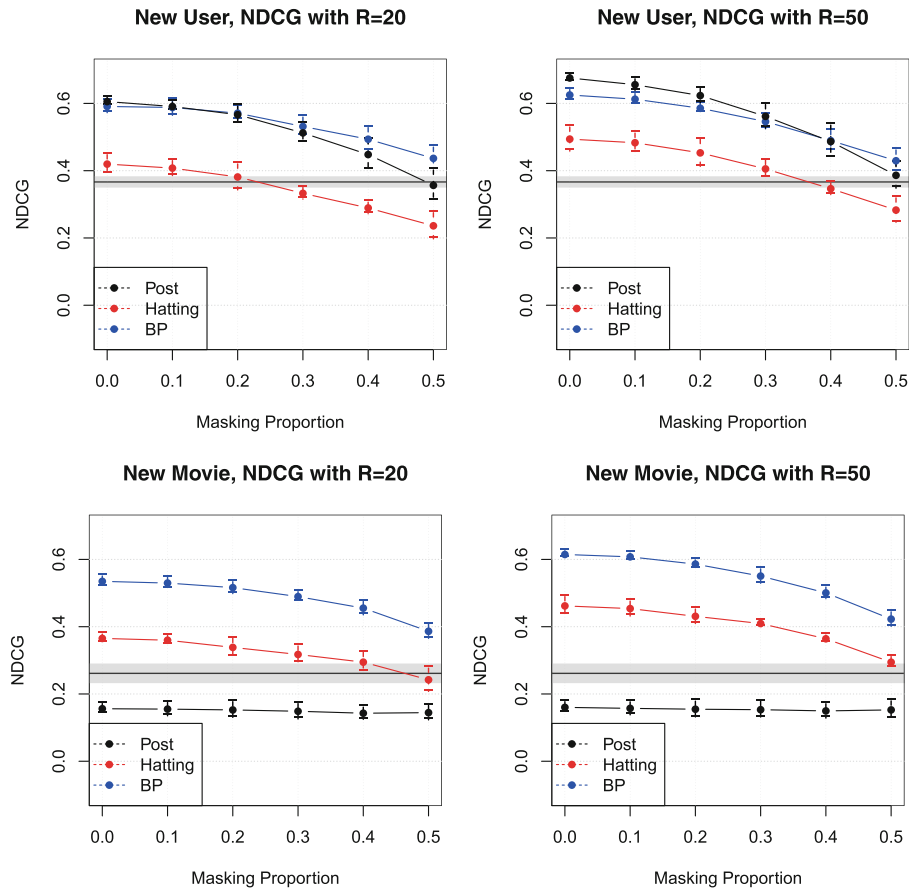 New User, NDCG with R=20
NDCG
0.6
0.4
0.2
0.0
Post
Hatting
BP
0.0 0.1 0.2 0.3 0.4 0.5
Masking Proportion
New User, NDCG with R=50
NDCG
0.6
0.4
0.2
0.0
Post
Hatting
BP
0.0 0.1 0.2 0.3 0.4 0.5
Masking Proportion
New Movie, NDCG with R=20
NDCG
0.6
0.4
0.2
0.0
Post
Hatting
BP
0.0 0.1 0.2 0.3 0.4 0.5
Masking Proportion
New Movie, NDCG with R=50
NDCG
0.6
0.4
0.2
0.0
Post
Hatting
BP
0.0 0.1 0.2 0.3 0.4 0.5
Masking Proportion